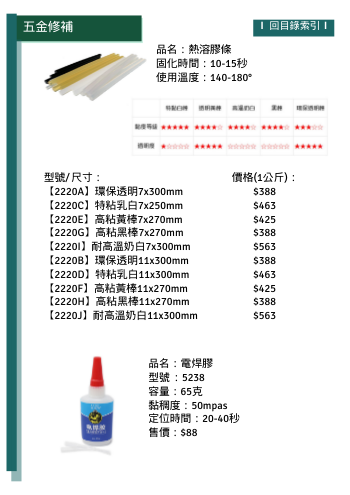 五金修補
回目錄索引
品名：熱溶膠條
固化時間：10-15秒
使用溫度：140-180°
特黏白棒 透明黑棒 高溫奶白 黑棒 環保透明棒
黏度等級 ★★★★★ ★★★★☆ ★★★★☆ ★★★★☆ ★★★☆☆
透明度 ★☆☆☆☆ ★★★★★ ☆☆☆☆☆ ☆☆☆☆☆ ★★★★★
型號/尺寸： 價格(1公斤)：
【2220A】環保透明7x300mm $388
【2220C】特粘乳白7x250mm $463
【2220E】高粘黃棒7x270mm $425
【2220G】高粘黑棒7x270mm $388
【2220I】耐高溫奶白7x300mm $563
【2220B】環保透明11x300mm $388
【2220D】特粘乳白11x300mm $463
【2220F】高粘黃棒11x270mm $425
【2220H】高粘黑棒11x270mm $388
【2220J】耐高溫奶白11x300mm $563
品名：電焊膠
型號：5238
容量：65克
黏稠度：50mpas
定位時間：20-40秒
售價：$88